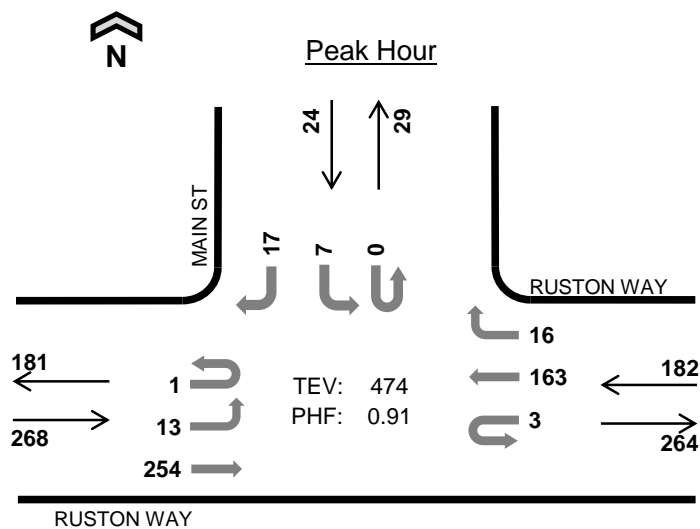 N
Peak Hour
24
29
MAIN ST
17
7
0
RUSTON WAY
16
181
163
182
1
TEV: 474
PHF: 0.91
13
3
268
264
254
RUSTON WAY